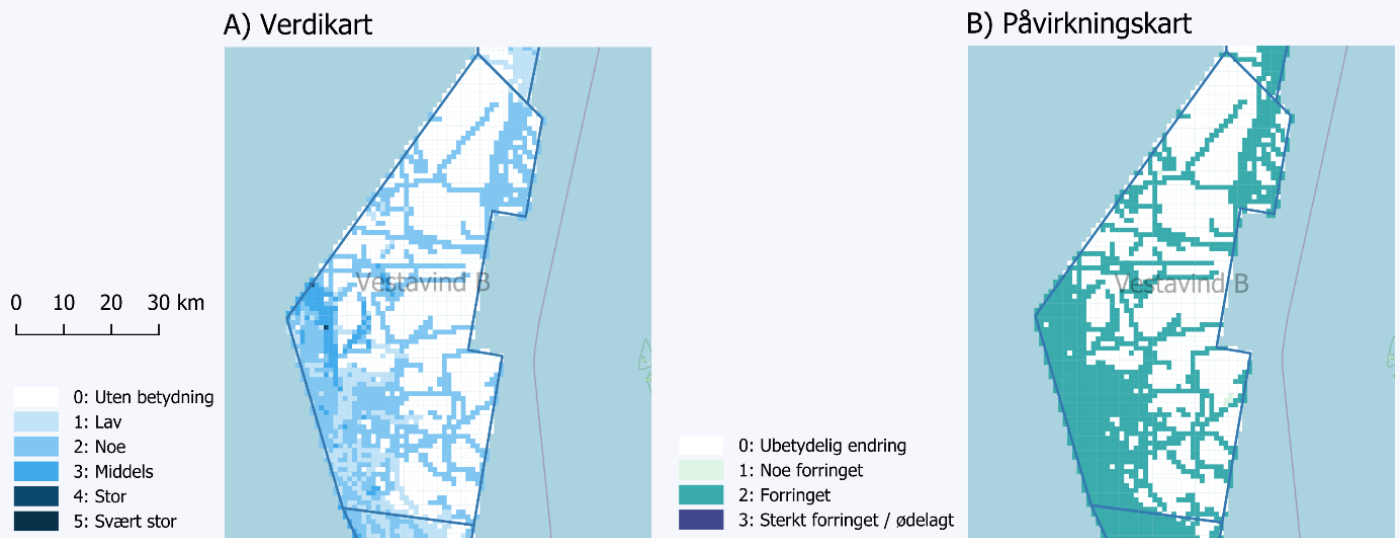 A) Verdikart
B) Påvirkningskart
Vestavind B
Vestavind B
0 10 20 30 km
0: Uten betydning
1: Lav
2: Noe
3: Middels
4: Stor
5: Svært stor
0: Ubetydelig endring
1: Noe forringet
2: Forringet
3: Sterkt forringet / ødelagt